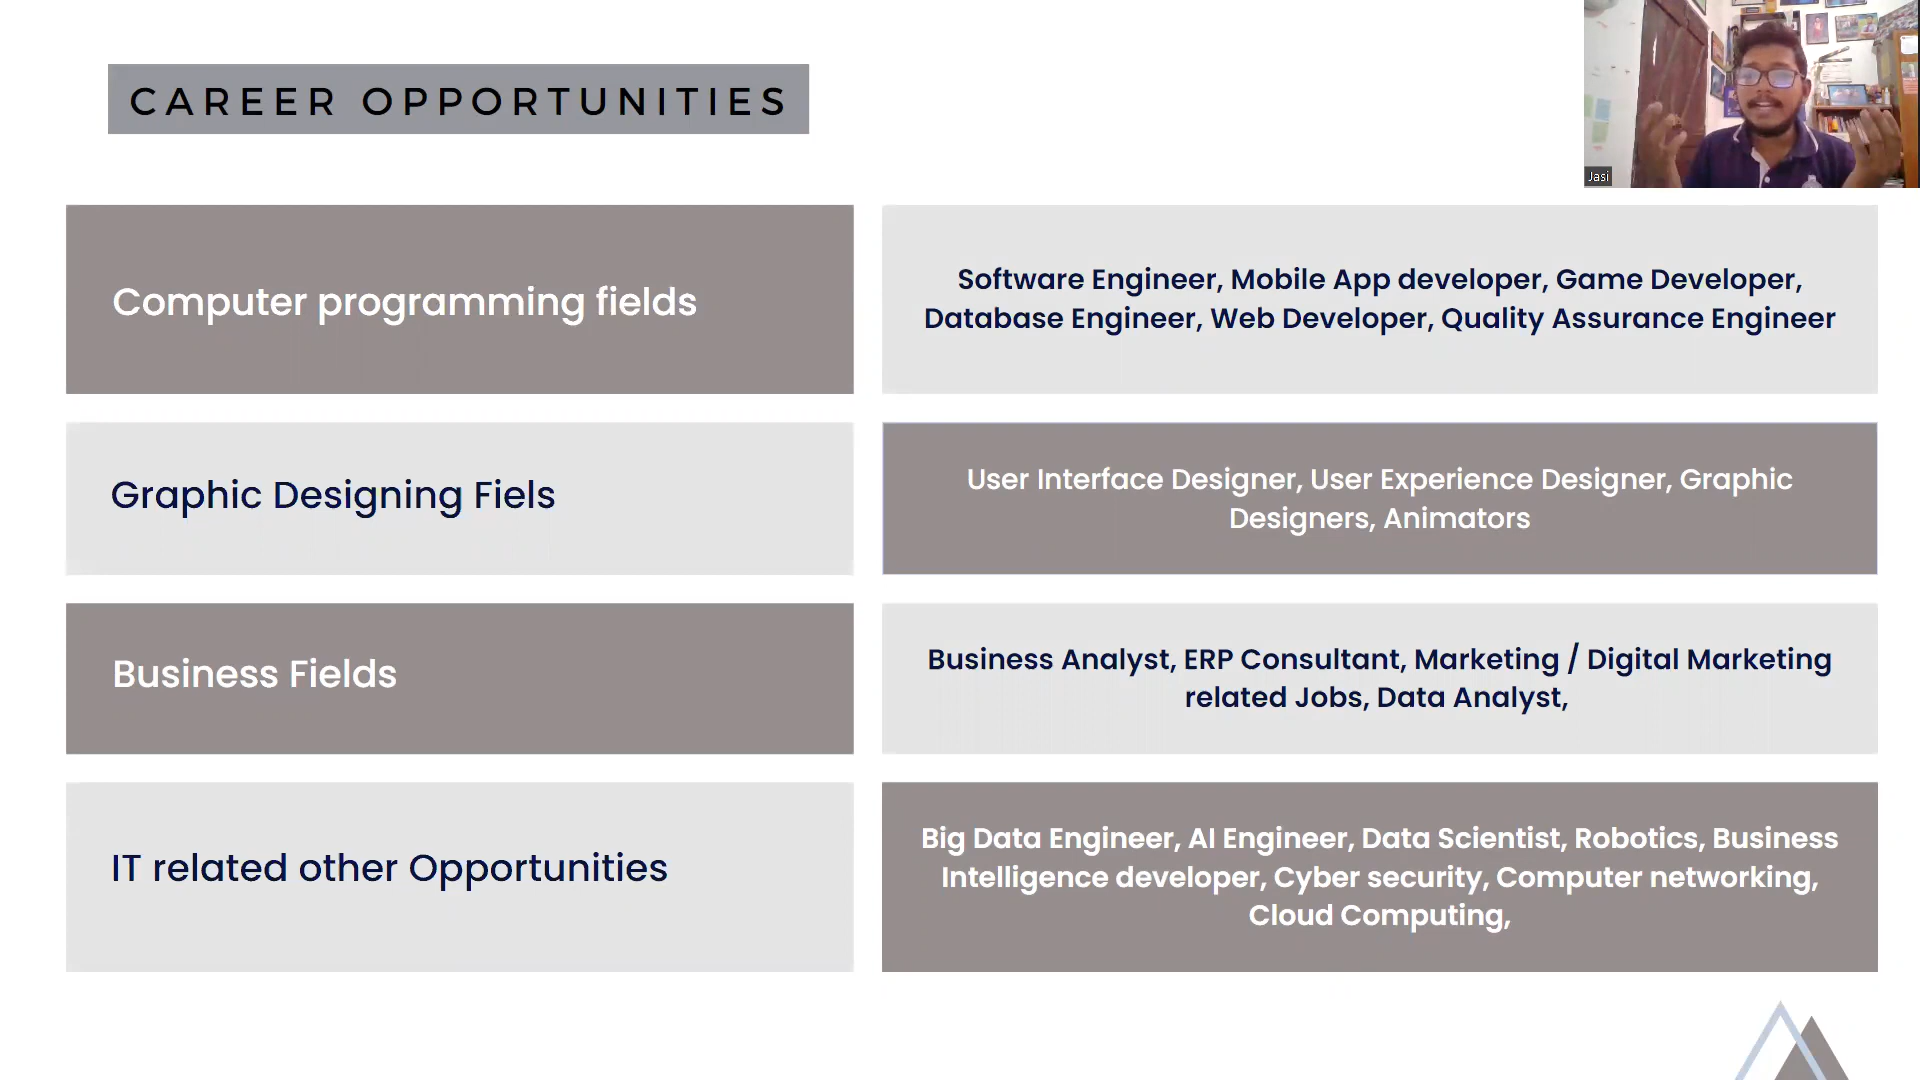 CAREER OPPORTUNITIES
Jasi
Computer programming fields
Software Engineer, Mobile App developer, Game Developer,
Database Engineer, Web Developer, Quality Assurance Engineer
Graphic Designing Fiels
User Interface Designer, User Experience Designer, Graphic
Designers, Animators
Business Fields
Business Analyst, ERP Consultant, Marketing / Digital Marketing
related Jobs, Data Analyst,
IT related other Opportunities
Big Data Engineer, AI Engineer, Data Scientist, Robotics, Business
Intelligence developer, Cyber security, Computer networking,
Cloud Computing,